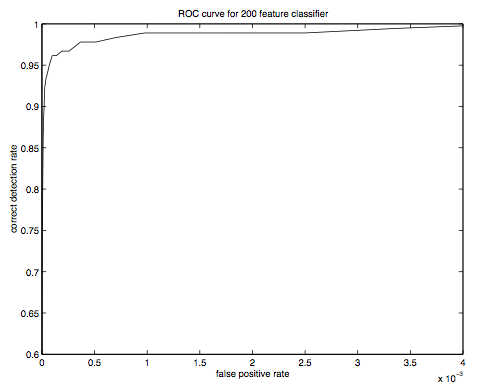 ROC curve for 200 feature classifier
1
0.95
0.9
0.85
0.8
0.75
0.7
0.65
0.6
correct detection rate
0 0.5 1 1.5 2 2.5 3 3.5 4
false positive rate
x 10⁻³